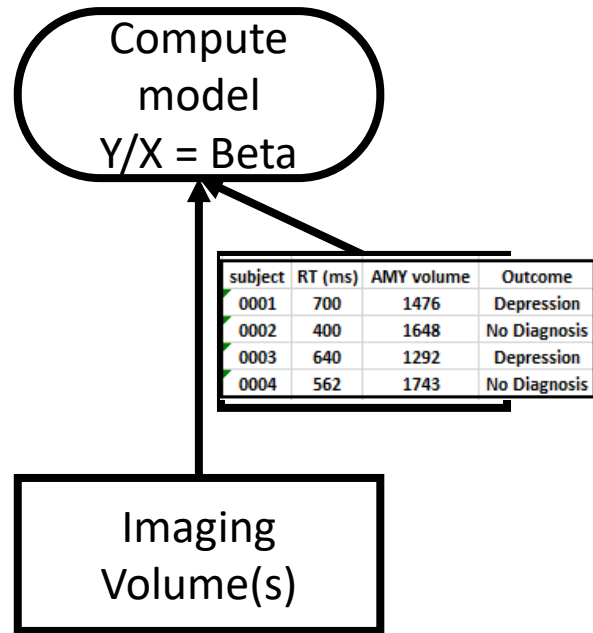 Compute
model
Y/X = Beta
subject RT (ms) AMY volume Outcome
0001 700 1476 Depression
0002 400 1648 No Diagnosis
0003 640 1292 Depression
0004 562 1743 No Diagnosis
Imaging
Volume(s)